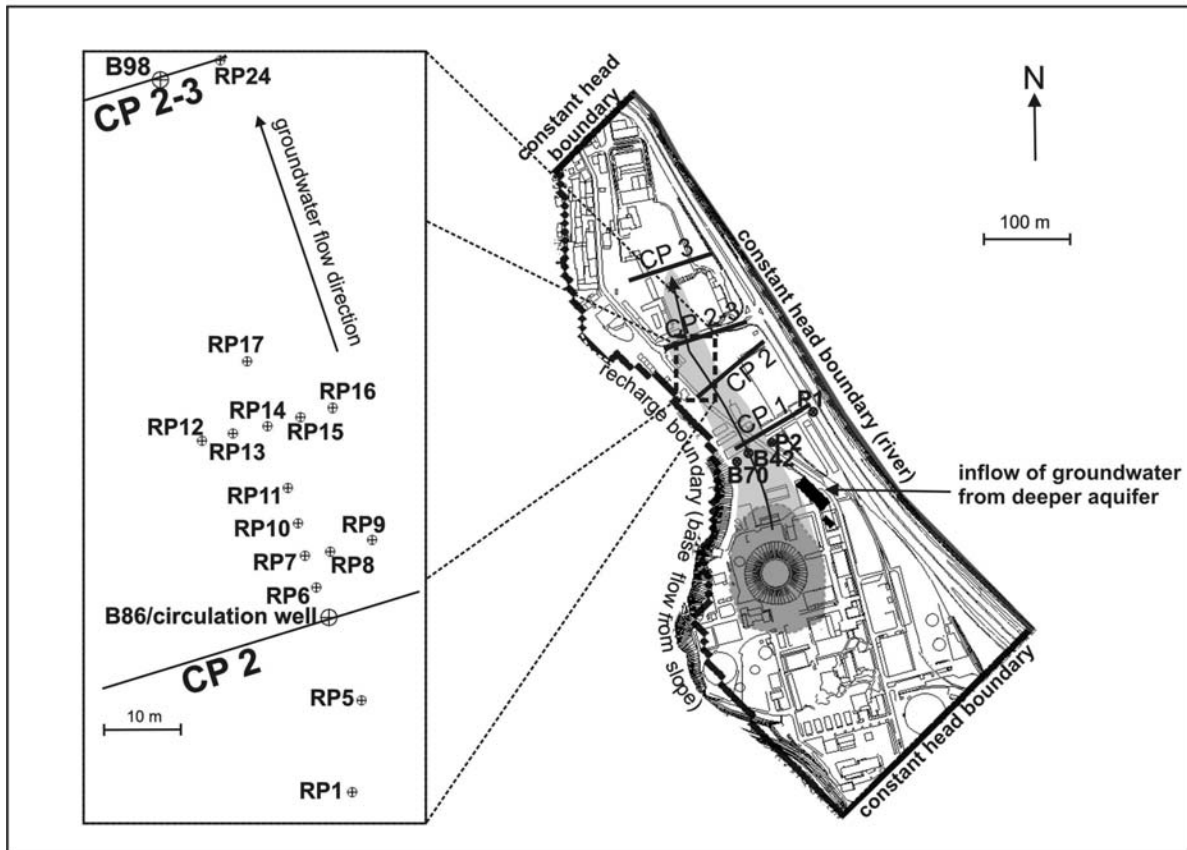 B98
RP24
CP 2-3
groundwater flow direction
RP17
RP16
RP14
RP12
RP15
RP13
RP11
RP10
RP9
RP7
RP8
RP6
B86/circulation well
CP 2
RP5
10 m
RP1
constant head
boundary
N
100 m
CP 3
constant head boundary (river)
CP 2-3
CP 2
recharge boundary (base flow from slope)
CP 1
P1
P2
B42
B70
inflow of groundwater
from deeper aquifer
constant head boundary